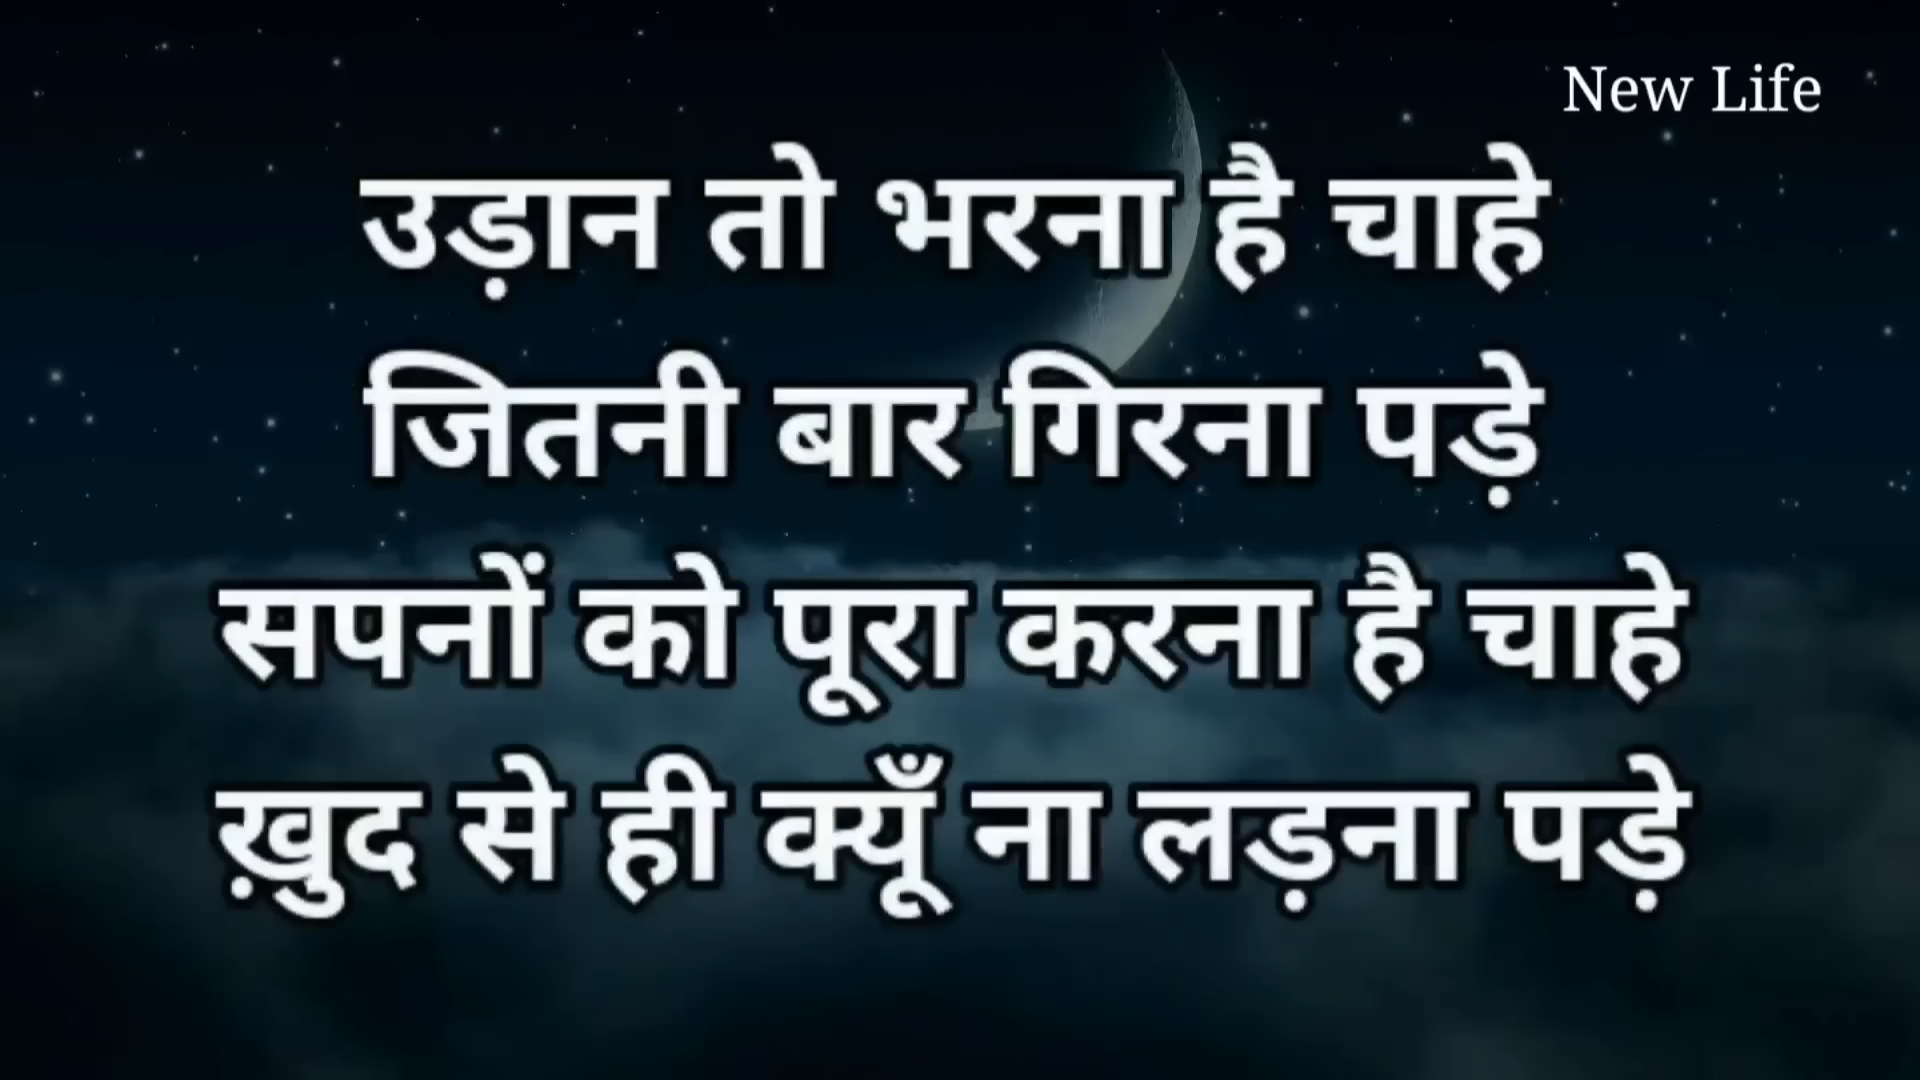 New Life
उड़ान तो भरना है चाहे
जितनी बार गिरना पड़े
सपनों को पूरा करना है चाहे
ख़ुद से ही क्यूँ ना लड़ना पड़े